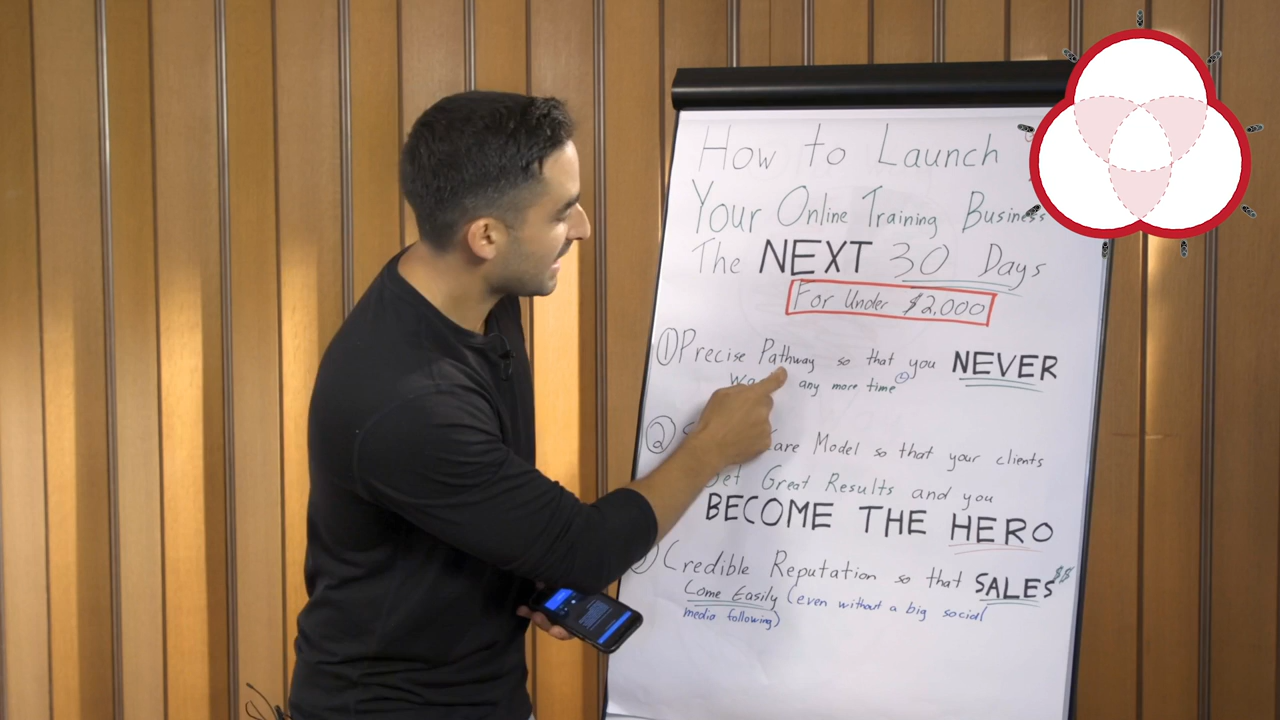 How to Launch
Your Online Training Business
The NEXT 30 Days
For Under $2,000
① Precise Pathway so that you NEVER
any more time
② Care Model so that your clients
Get Great Results and you
BECOME THE HERO
Credible Reputation so that SALES $$
Come Easily (even without a big social
media following)